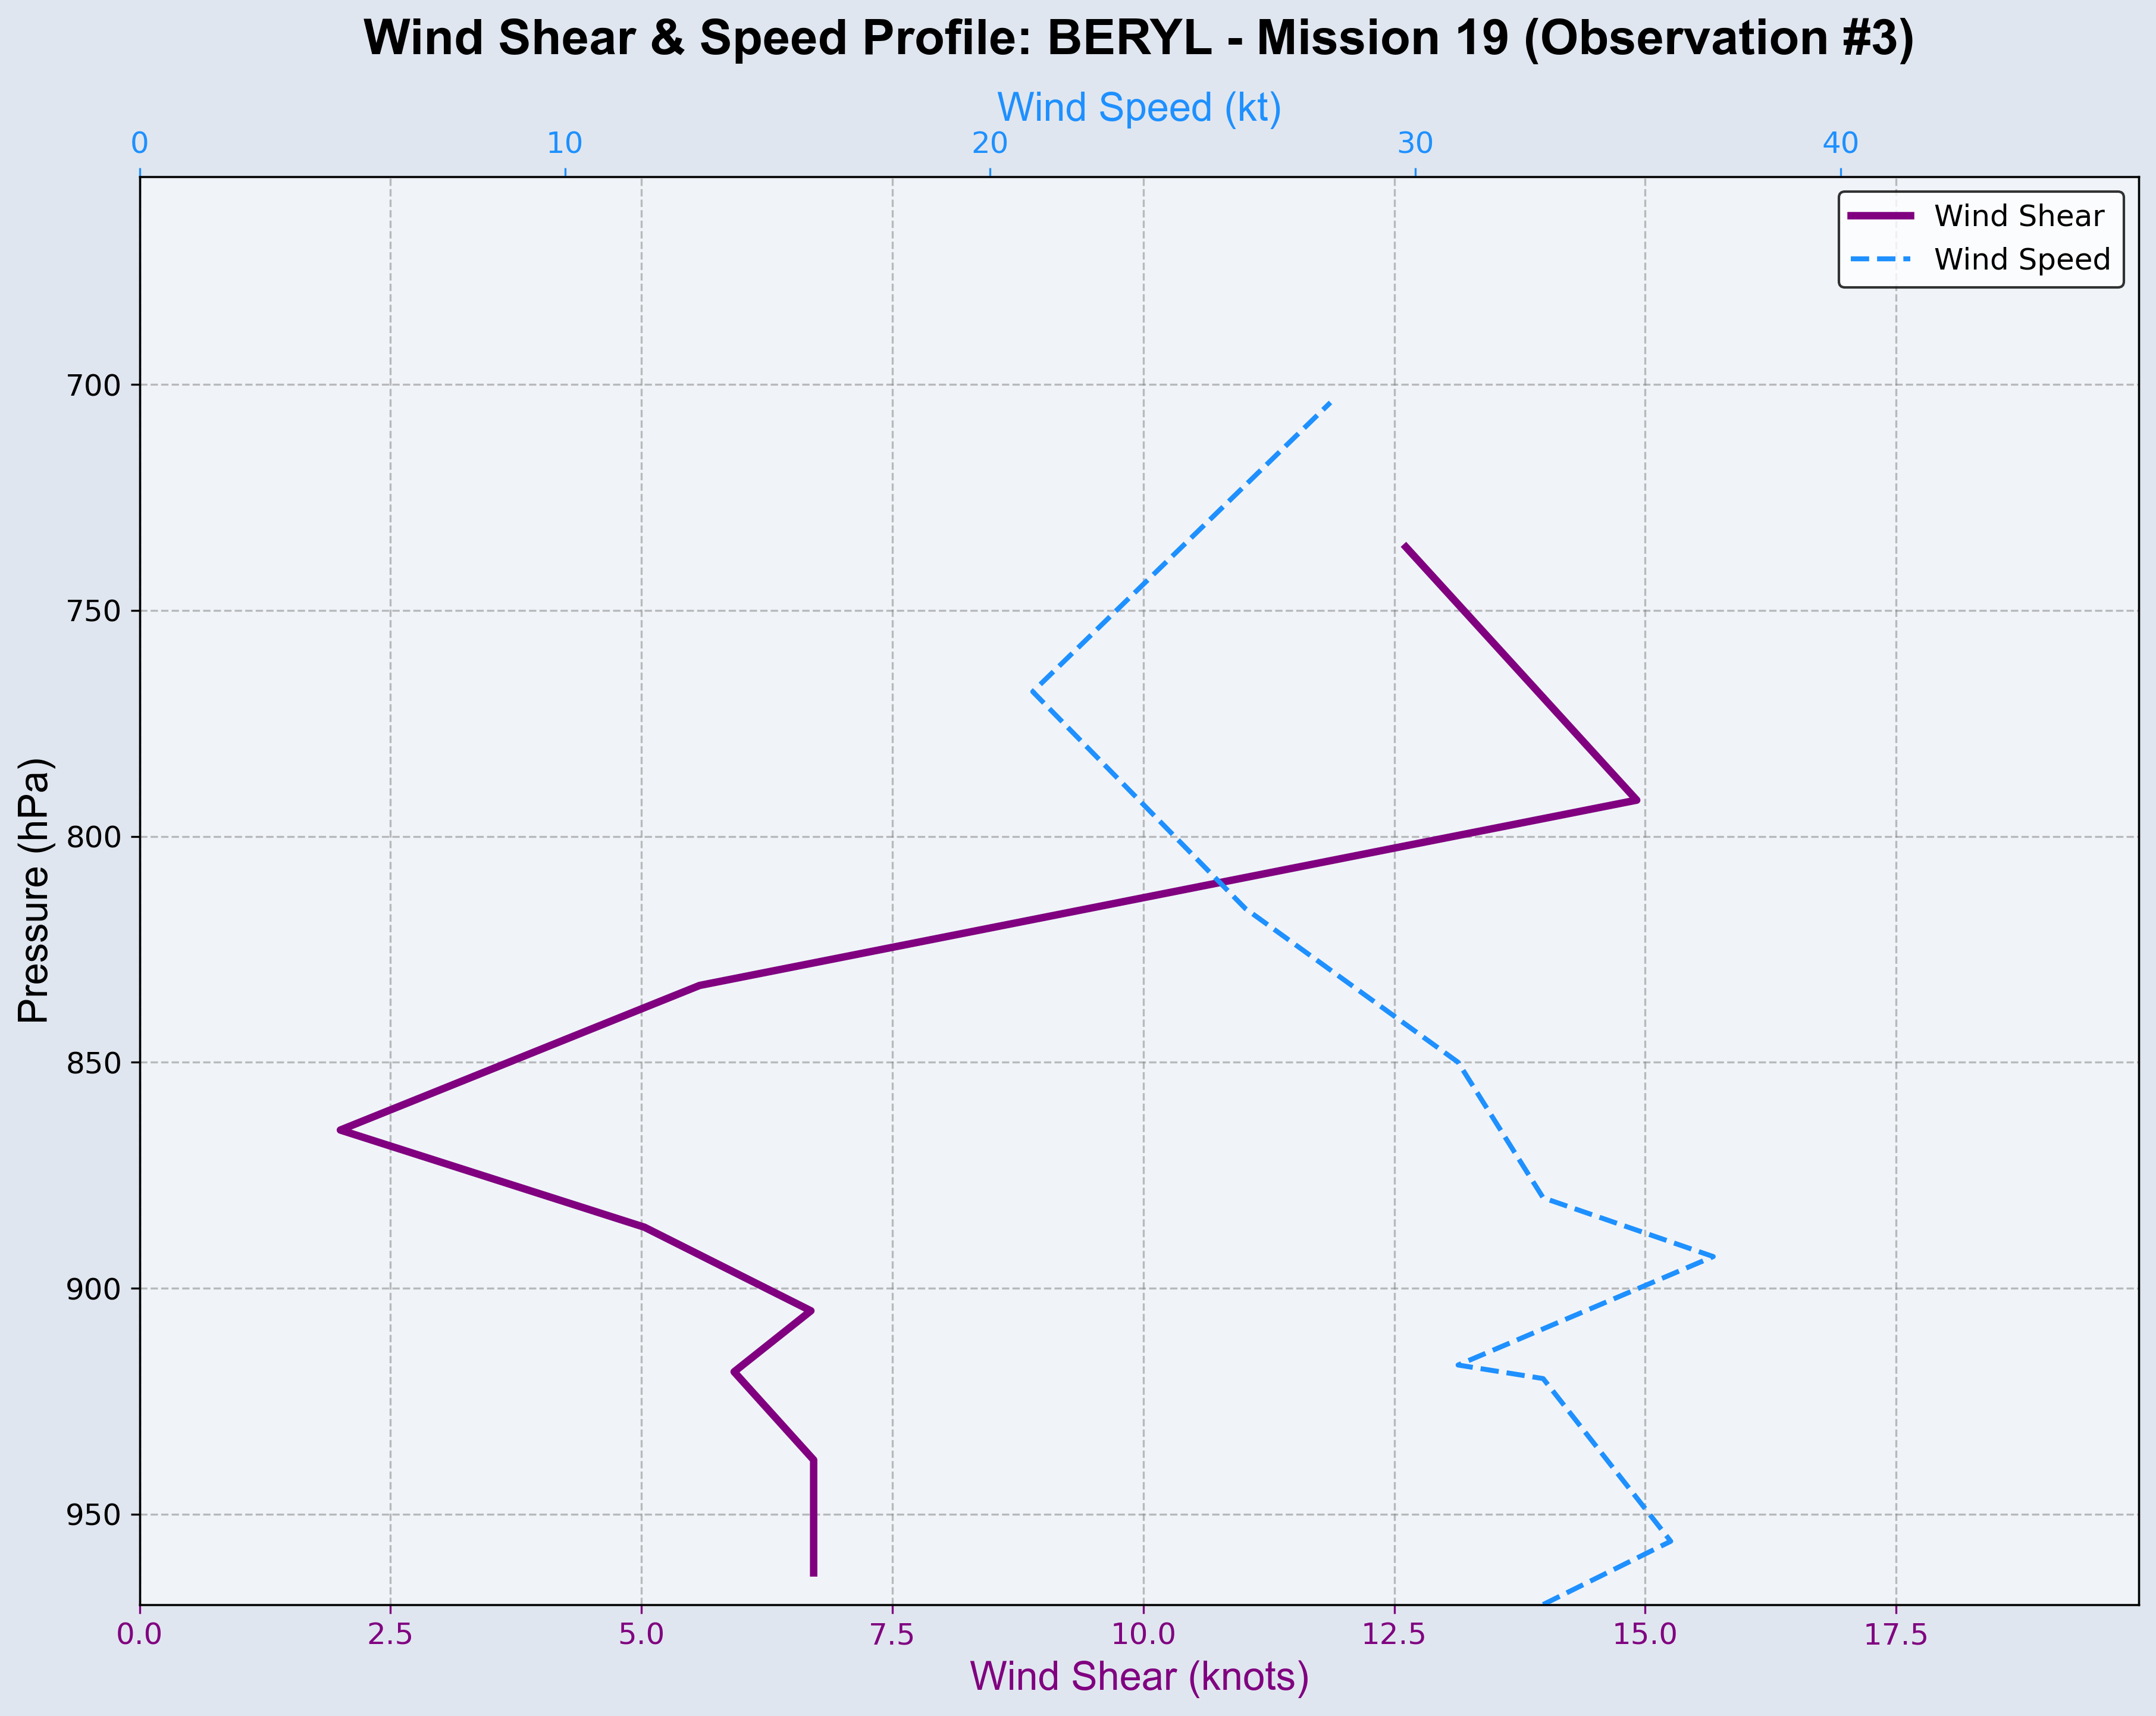 Wind Shear & Speed Profile: BERYL - Mission 19 (Observation #3)
Wind Speed (kt)
0 10 20 30 40
Wind Shear
Wind Speed
700
750
800
850
900
950
Pressure (hPa)
0.0 2.5 5.0 7.5 10.0 12.5 15.0 17.5
Wind Shear (knots)